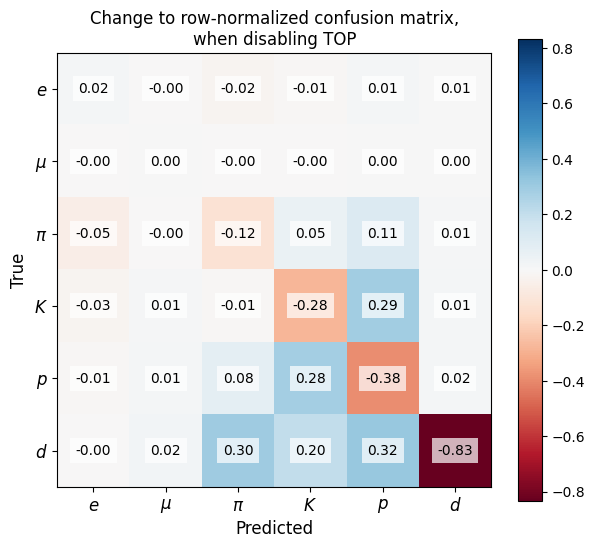 Change to row-normalized confusion matrix,
when disabling TOP
e 0.02 -0.00 -0.02 -0.01 0.01 0.01
μ -0.00 0.00 -0.00 -0.00 0.00 0.00
π -0.05 -0.00 -0.12 0.05 0.11 0.01
K -0.03 0.01 -0.01 -0.28 0.29 0.01
p -0.01 0.01 0.08 0.28 -0.38 0.02
d -0.00 0.02 0.30 0.20 0.32 -0.83
e μ π K p d
True
Predicted
0.8
0.6
0.4
0.2
0.0
−0.2
−0.4
−0.6
−0.8